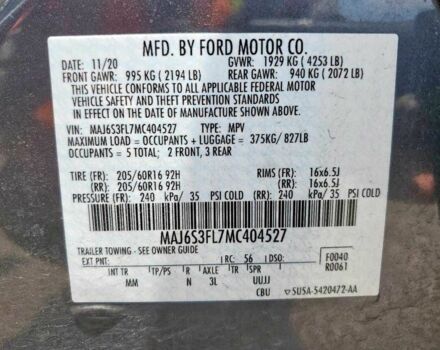 MFD. BY FORD MOTOR CO.
DATE: 11/20 GVWR: 1929 KG ( 4253 LB)
FRONT GAWR: 995 KG ( 2194 LB) REAR GAWR: 940 KG ( 2072 LB)
THIS VEHICLE CONFORMS TO ALL APPLICABLE FEDERAL MOTOR
VEHICLE SAFETY AND THEFT PREVENTION STANDARDS IN EFFECT ON
THE DATE OF MANUFACTURE SHOWN ABOVE.
VIN: MAJ6S3FL7MC404527 TYPE: MPV
MAXIMUM LOAD = OCCUPANTS + LUGGAGE = 375KG/ 827LB
OCCUPANTS = 5 TOTAL; 2 FRONT, 3 REAR
TIRE (FR): 205/60R16 92H RIMS (FR): 16x6.5J
(RR): 205/60R16 92H (RR): 16x6.5J
PRESSURE (FR): 240 kPa/ 35 PSI COLD (RR): 240 kPa/ 35 PSI COLD
MAJ6S3FL7MC404527
TRAILER TOWING - SEE OWNER GUIDE
EXT PNT: RC: 56 DSO: F0040
R0061
INT TR TP/PS R AXLE TR SPR
MM N 3L UUJJ
CBU SU5A-5420472-AA